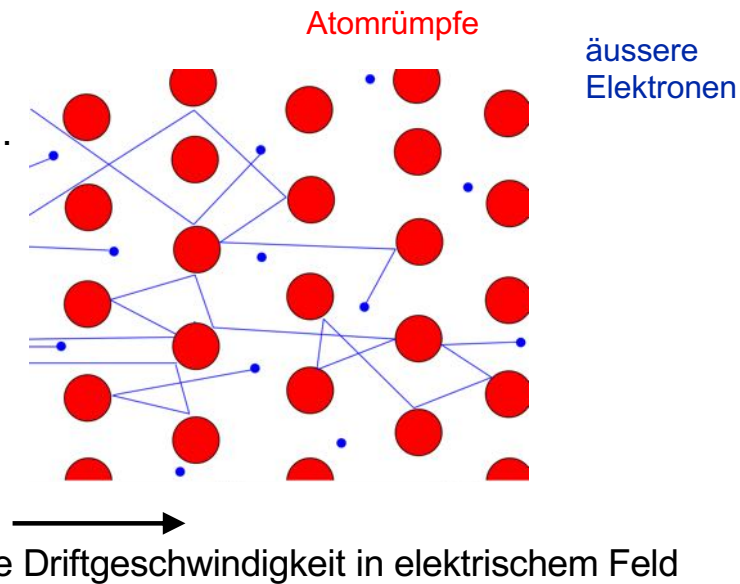 Atomrümpfe
äussere
Elektronen
.
e Driftgeschwindigkeit in elektrischem Feld